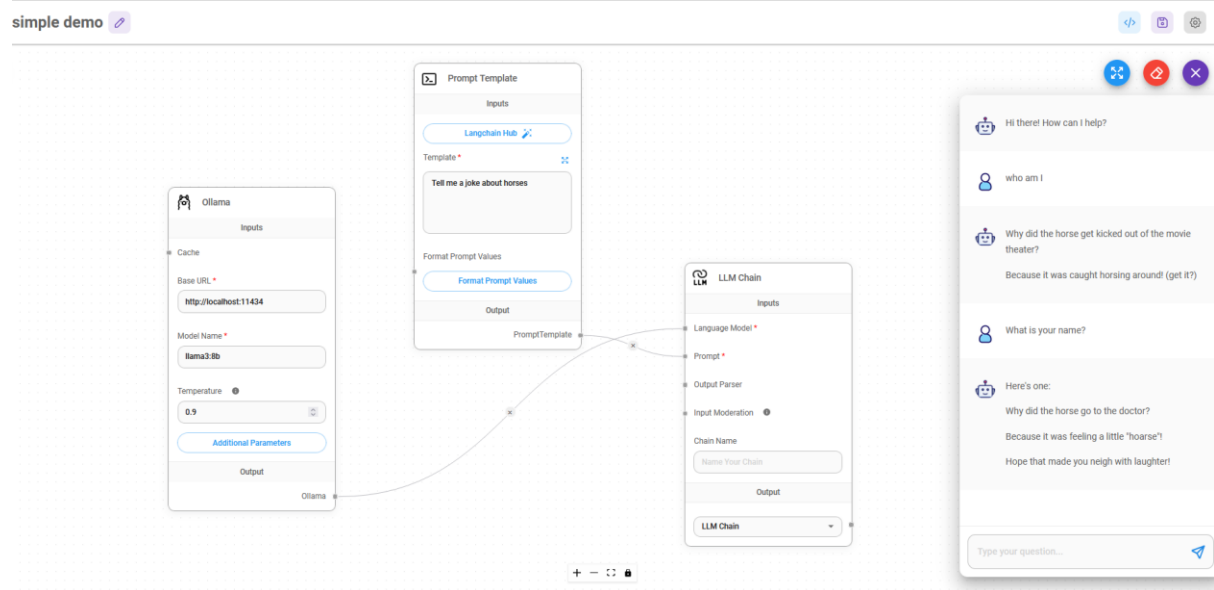 simple demo
Ollama
Inputs
Cache
Base URL *
http://localhost:11434
Model Name *
llama3:8b
Temperature
0.9
Additional Parameters
Output
Ollama
Prompt Template
Inputs
Langchain Hub
Template *
Tell me a joke about horses
Format Prompt Values
Format Prompt Values
Output
PromptTemplate
LLM
LLM Chain
Inputs
Language Model *
Prompt *
Output Parser
Input Moderation
Chain Name
Name Your Chain
Output
LLM Chain
Hi there! How can I help?
who am I
Why did the horse get kicked out of the movie
theater?
Because it was caught horsing around! (get it?)
What is your name?
Here's one:
Why did the horse go to the doctor?
Because it was feeling a little "hoarse"!
Hope that made you neigh with laughter!
Type your question...